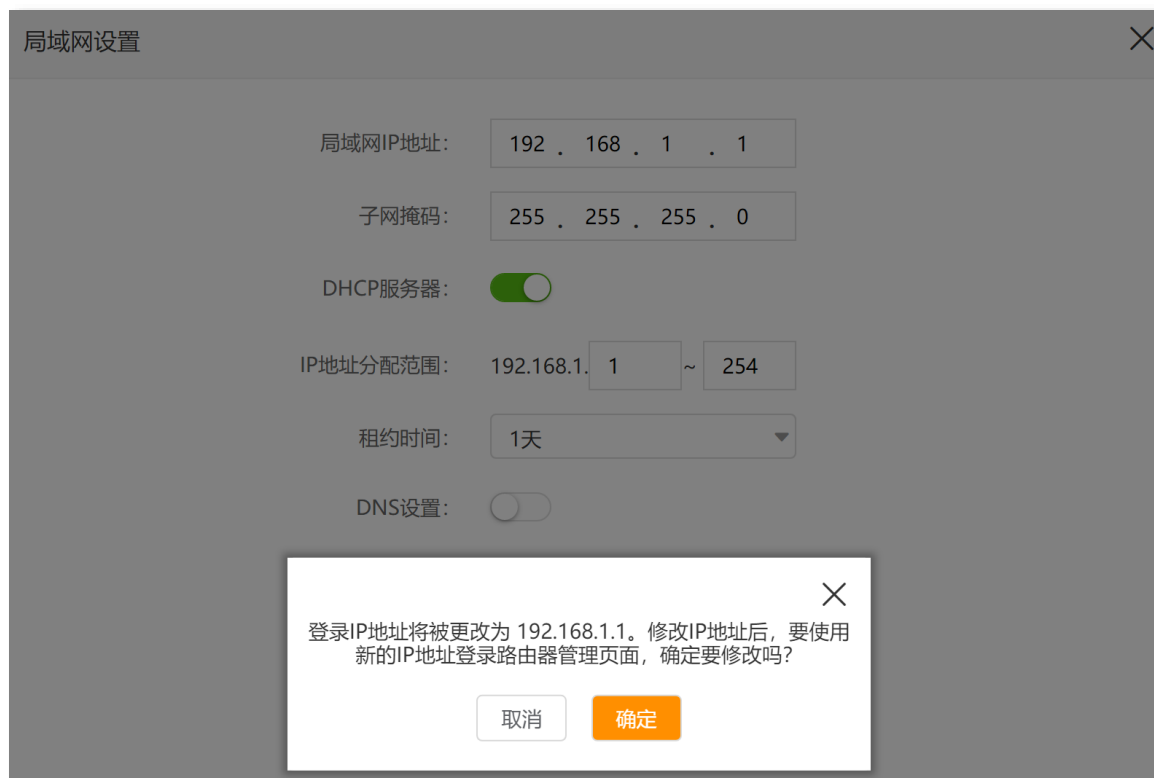 局域网设置
局域网IP地址: 192 . 168 . 1 . 1
子网掩码: 255 . 255 . 255 . 0
DHCP服务器:
IP地址分配范围: 192.168.1. 1 ~ 254
租约时间: 1天
DNS设置:
登录IP地址将被更改为 192.168.1.1。修改IP地址后，要使用
新的IP地址登录路由器管理页面，确定要修改吗？
取消 确定